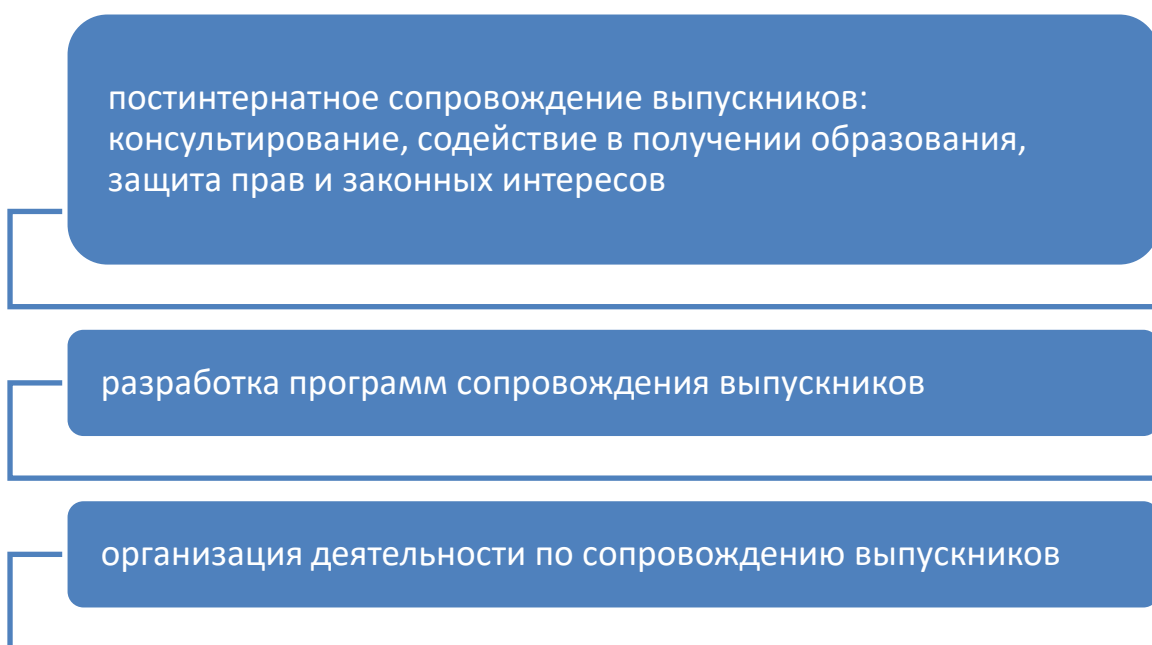 постинтернатное сопровождение выпускников:
консультирование, содействие в получении образования,
защита прав и законных интересов
разработка программ сопровождения выпускников
организация деятельности по сопровождению выпускников